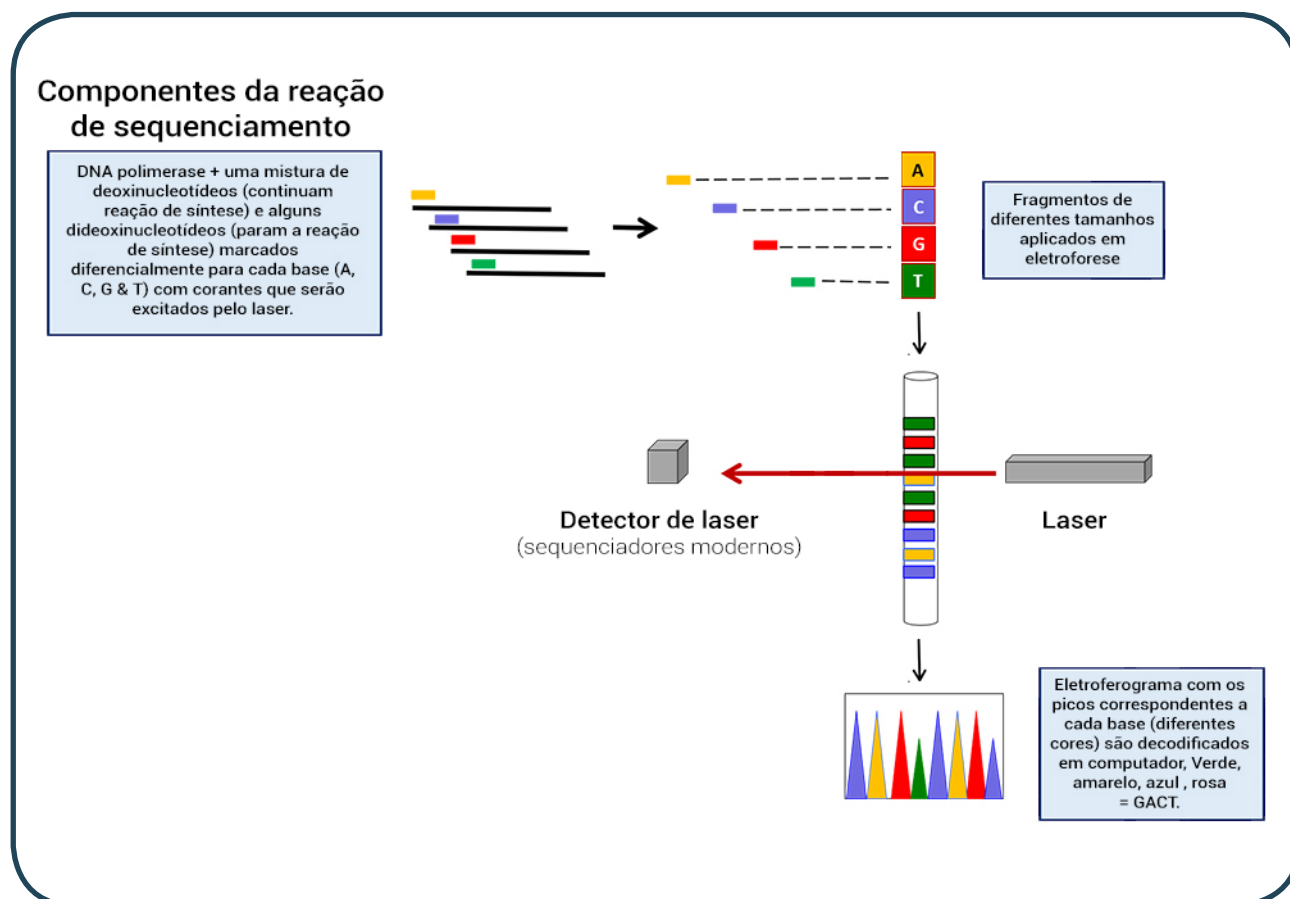 Componentes da reação
de sequenciamento
DNA polimerase + uma mistura de
deoxinucleotídeos (continuam
reação de síntese) e alguns
dideoxinucleotídeos (param a reação
de síntese) marcados
diferencialmente para cada base (A,
C, G & T) com corantes que serão
excitados pelo laser.
A
C
G
T
Fragmentos de
diferentes tamanhos
aplicados em
eletroforese
Detector de laser
(sequenciadores modernos)
Laser
Eletroferograma com os
picos correspondentes a
cada base (diferentes
cores) são decodificados
em computador, Verde,
amarelo, azul , rosa
= GACT.